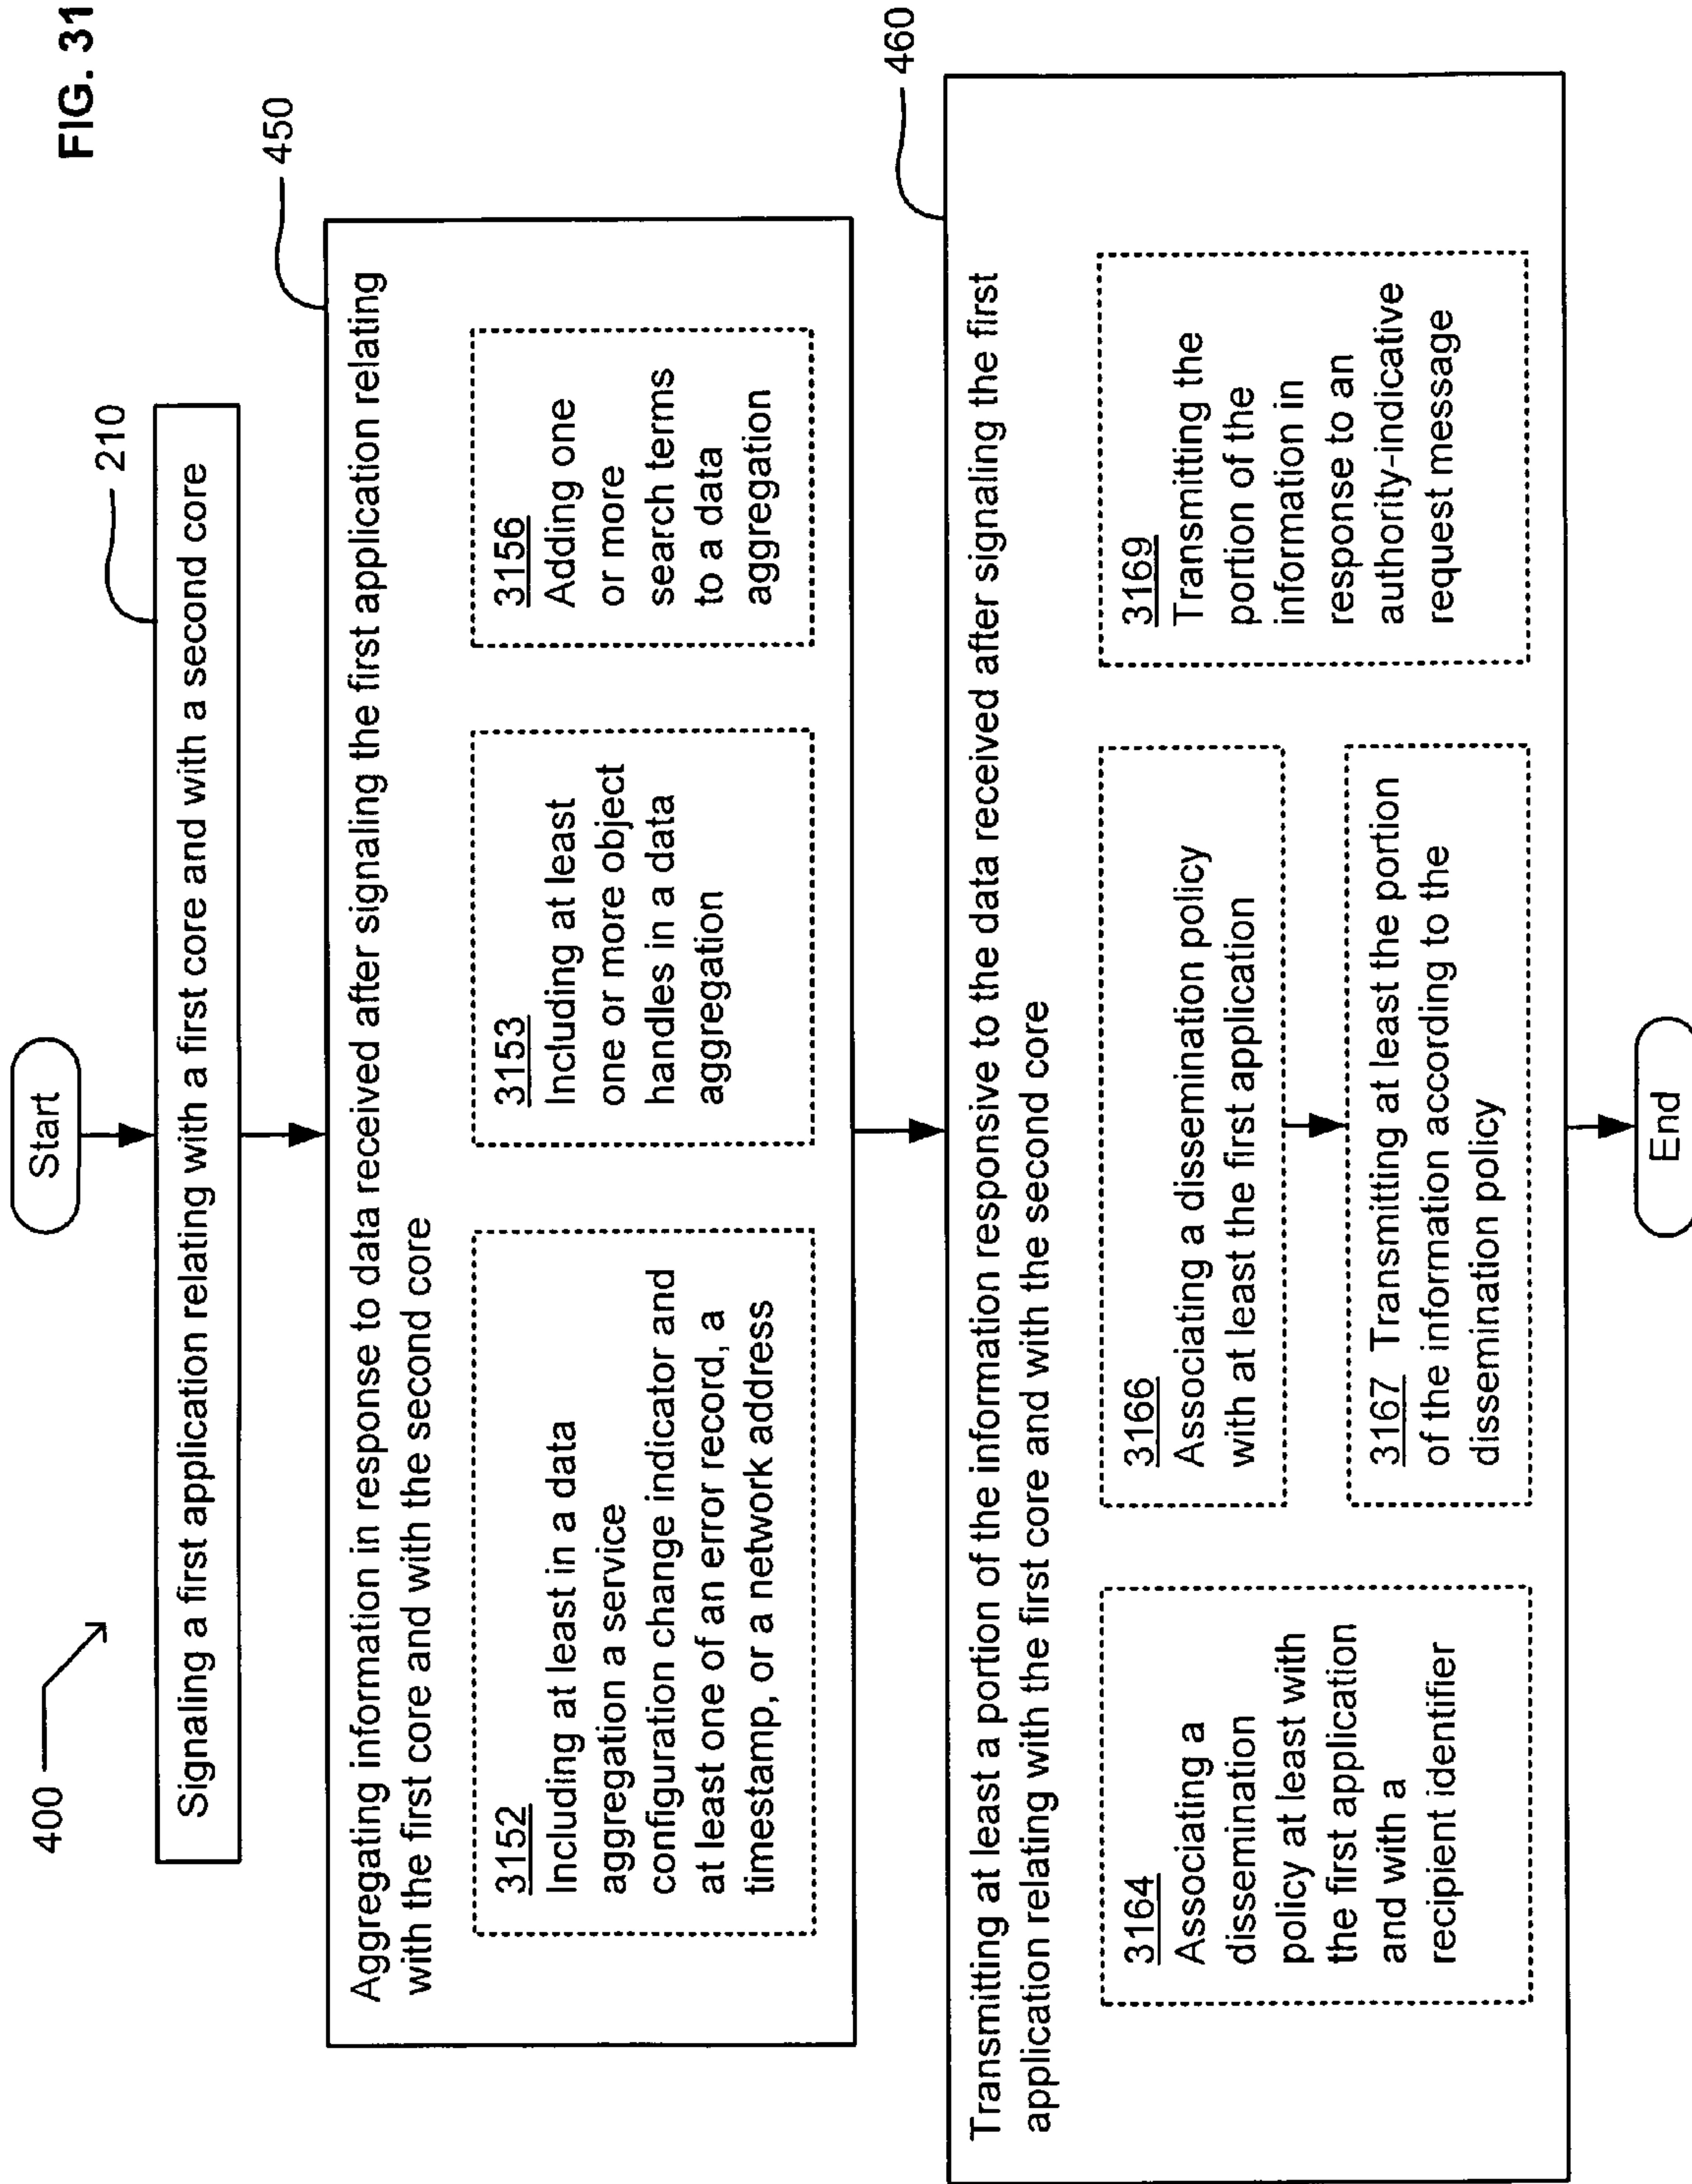 FIG. 31
400
Start
210
Signaling a first application relating with a first core and with a second core
450
Aggregating information in response to data received after signaling the first application relating
with the first core and with the second core
3152
Including at least in a data
aggregation a service
configuration change indicator and
at least one of an error record, a
timestamp, or a network address
3153
Including at least
one or more object
handles in a data
aggregation
3156
Adding one
or more
search terms
to a data
aggregation
460
Transmitting at least a portion of the information responsive to the data received after signaling the first
application relating with the first core and with the second core
3164
Associating a
dissemination
policy at least with
the first application
and with a
recipient identifier
3166
Associating a dissemination policy
with at least the first application
3167 Transmitting at least the portion
of the information according to the
dissemination policy
3169
Transmitting the
portion of the
information in
response to an
authority-indicative
request message
End